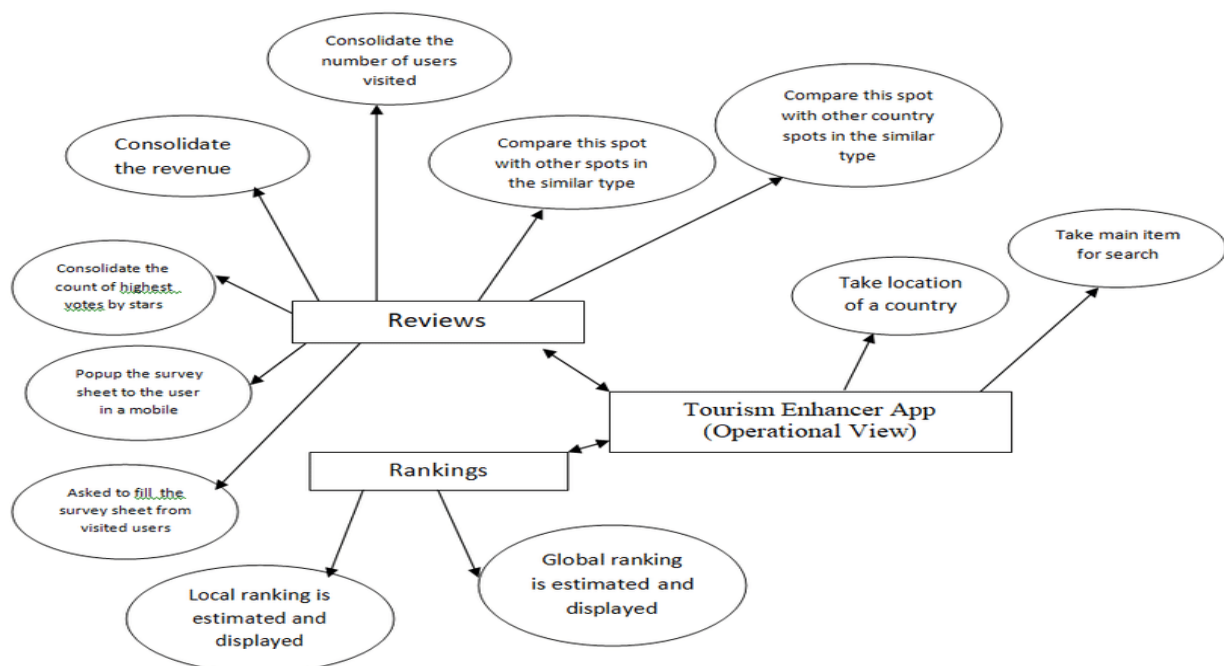 Consolidate the
number of users
visited
Compare this spot
with other country
spots in the similar
type
Consolidate
the revenue
Compare this spot
with other spots in
the similar type
Take main item
for search
Consolidate the
count of highest
votes by stars
Take location
of a country
Reviews
Popup the survey
sheet to the user
in a mobile
Tourism Enhancer App
(Operational View)
Rankings
Asked to fill the
survey sheet from
visited users
Global ranking
is estimated and
displayed
Local ranking is
estimated and
displayed